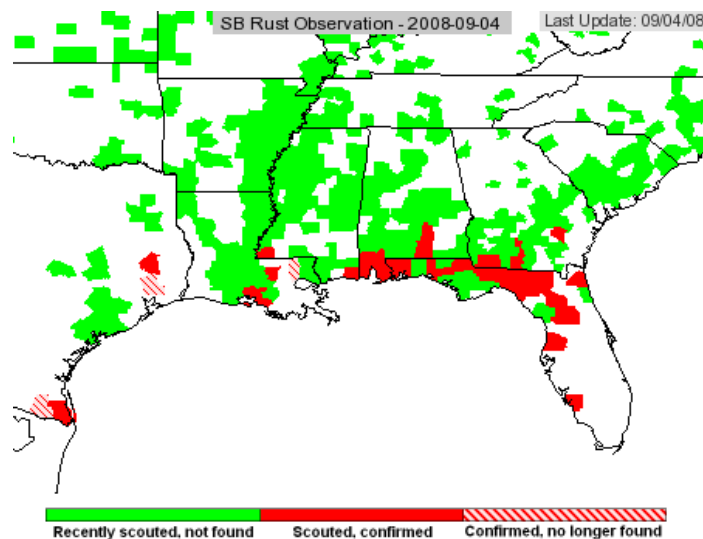 SB Rust Observation - 2008-09-04
Last Update: 09/04/08
Recently scouted, not found
Scouted, confirmed
Confirmed, no longer found